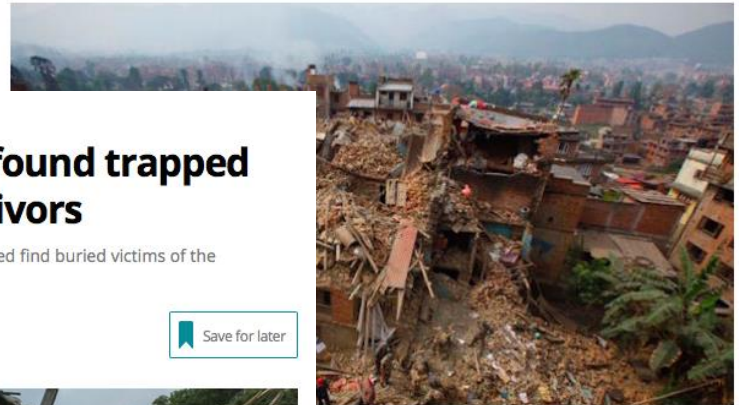 found trapped
ivors
ed find buried victims of the
Save for later